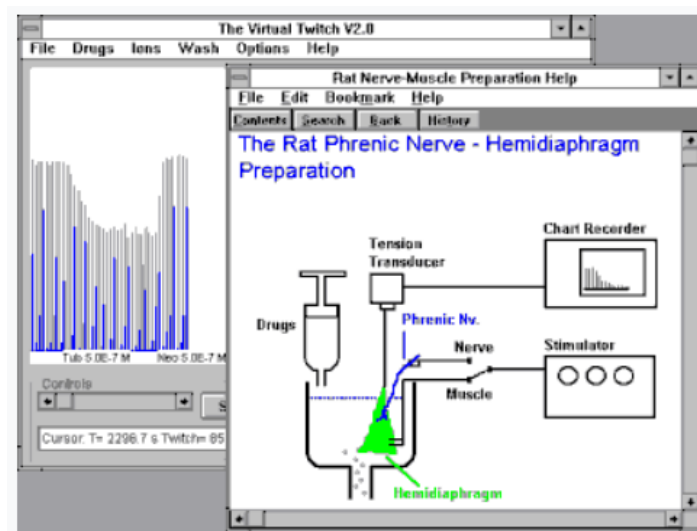 The Virtual Twitch V2.0
File Drugs Ions Wash Options Help
Rat Nerve-Muscle Preparation Help
File Edit Bookmark Help
Contents Search Back History
The Rat Phrenic Nerve - Hemidiaphragm
Preparation
Chart Recorder
Tension
Transducer
Drugs
Phrenic Nv.
Nerve
Stimulator
Muscle
Hemidiaphragm
Tub 5.0E-7 M Neo 5.0E-7 M
Controls
S
Cursor: T= 2296.7 s Twitch= 85